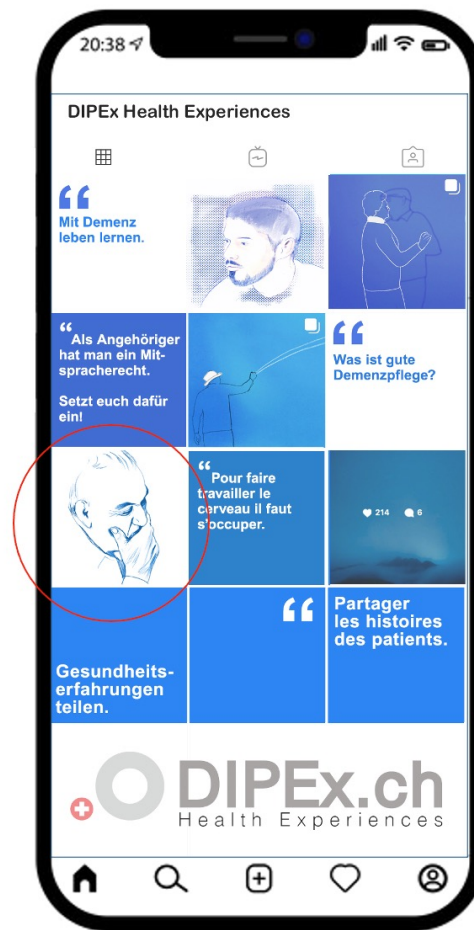 20:38
DIPEx Health Experiences
Mit Demenz
leben lernen.
“Als Angehöriger
hat man ein Mit-
spracherecht.
Setzt euch dafür
ein!
Was ist gute
Demenzpflege?
“Pour faire
travailler le
cerveau il faut
s'occuper.
214 6
Gesundheits-
erfahrungen
teilen.
Partager
les histoires
des patients.
DIPEx.ch
Health Experiences